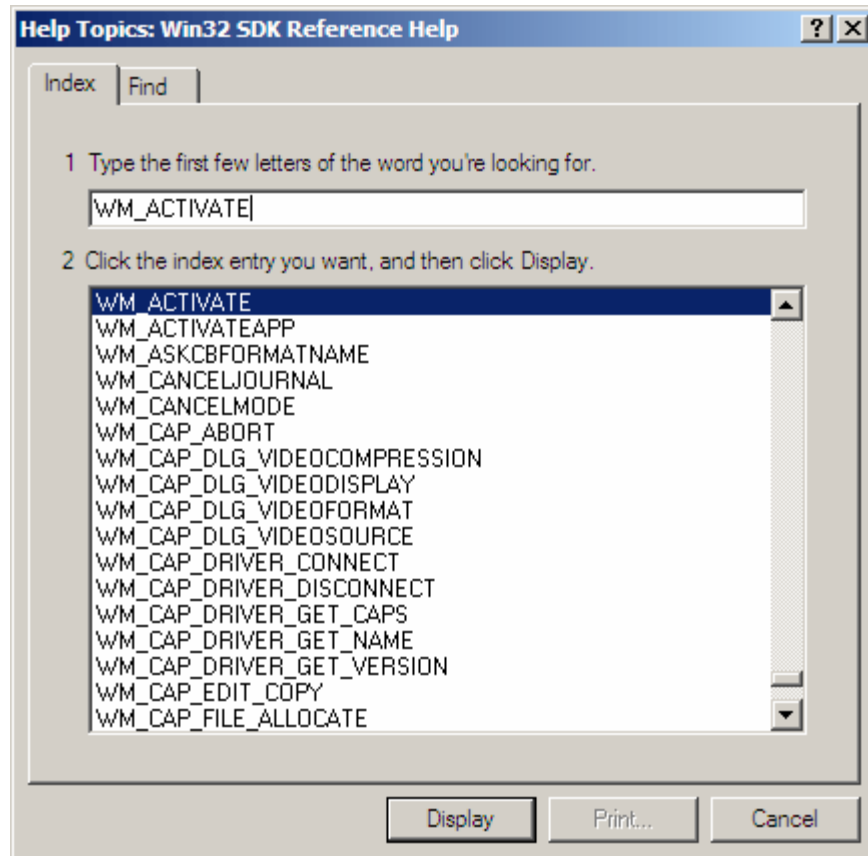 Help Topics: Win32 SDK Reference Help
Index Find
1 Type the first few letters of the word you're looking for.
WM_ACTIVATE
2 Click the index entry you want, and then click Display.
WM_ACTIVATE
WM_ACTIVATEAPP
WM_ASKCBFORMATNAME
WM_CANCELJOURNAL
WM_CANCELMODE
WM_CAP_ABORT
WM_CAP_DLG_VIDEOCOMPRESSION
WM_CAP_DLG_VIDEODISPLAY
WM_CAP_DLG_VIDEOFORMAT
WM_CAP_DLG_VIDEOSOURCE
WM_CAP_DRIVER_CONNECT
WM_CAP_DRIVER_DISCONNECT
WM_CAP_DRIVER_GET_CAPS
WM_CAP_DRIVER_GET_NAME
WM_CAP_DRIVER_GET_VERSION
WM_CAP_EDIT_COPY
WM_CAP_FILE_ALLOCATE
Display Print... Cancel